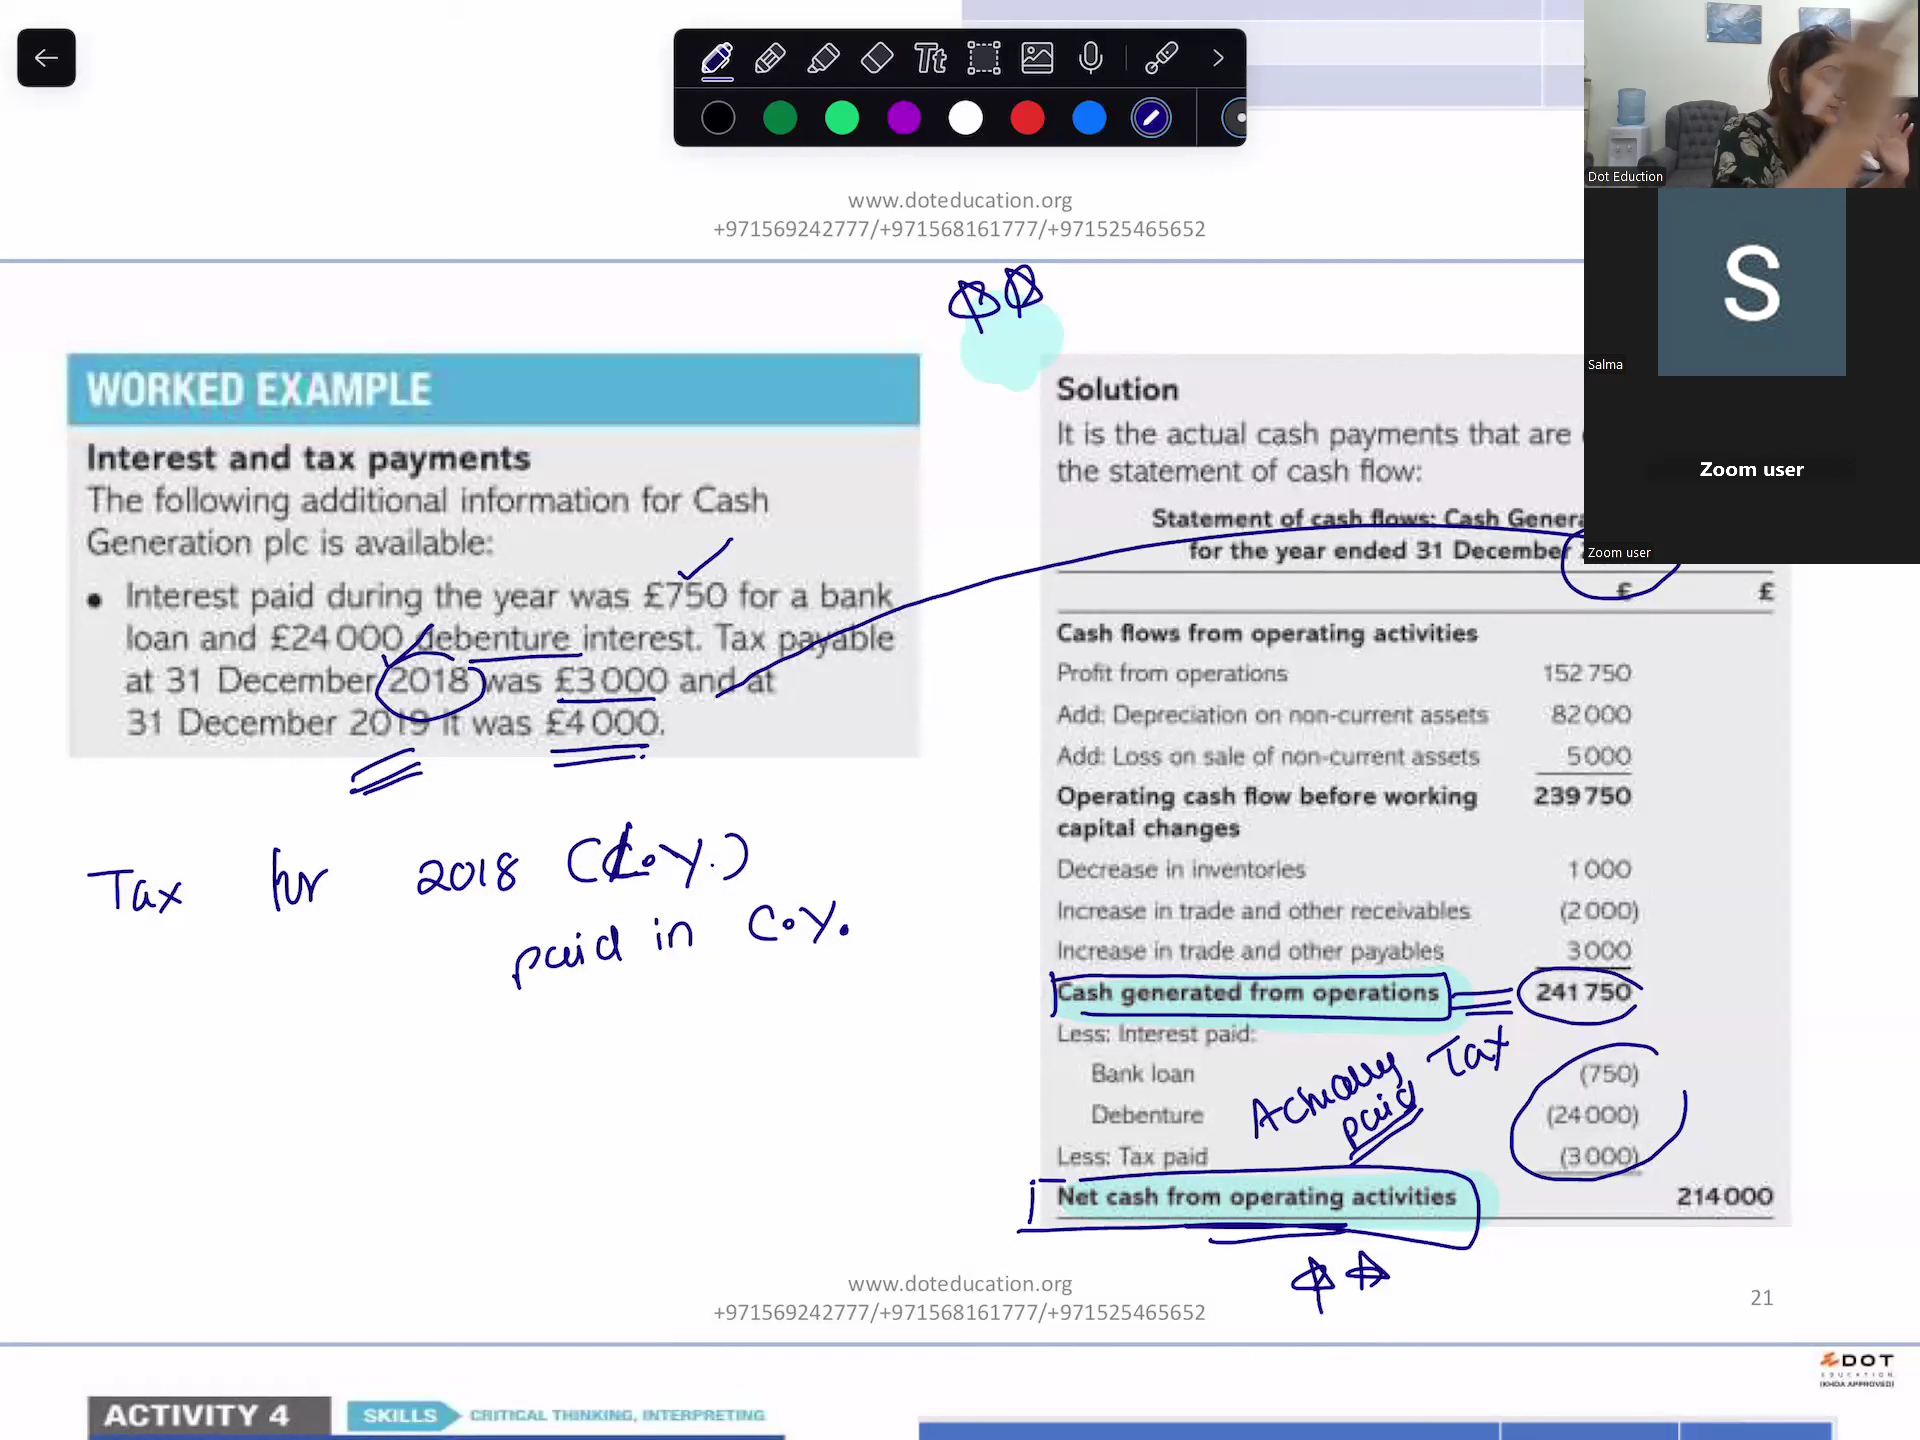 Tt
www.doteducation.org
+971569242777/+971568161777/+971525465652
Dot Eduction
S
Salma
Zoom user
Zoom user
WORKED EXAMPLE
Interest and tax payments
The following additional information for Cash
Generation plc is available:
• Interest paid during the year was £750 for a bank
loan and £24 000 debenture interest. Tax payable
at 31 December 2018 was £3 000 and at
31 December 2019 it was £4 000.
Tax for 2018 (L.Y.)
paid in C.Y.
Solution
It is the actual cash payments that are
the statement of cash flow:
Statement of cash flows: Cash Genera
for the year ended 31 December
£ £
Cash flows from operating activities
Profit from operations 152 750
Add: Depreciation on non-current assets 82 000
Add: Loss on sale of non-current assets 5 000
Operating cash flow before working 239 750
capital changes
Decrease in inventories 1 000
Increase in trade and other receivables (2 000)
Increase in trade and other payables 3 000
Cash generated from operations 241 750
Less: Interest paid:
Bank loan (750)
Debenture (24 000)
Less: Tax paid (3 000)
Actually Tax
paid
Net cash from operating activities 214 000
www.doteducation.org
+971569242777/+971568161777/+971525465652
21
DOT
EDUCATION
(KHDA APPROVED)
ACTIVITY 4 SKILLS CRITICAL THINKING, INTERPRETING